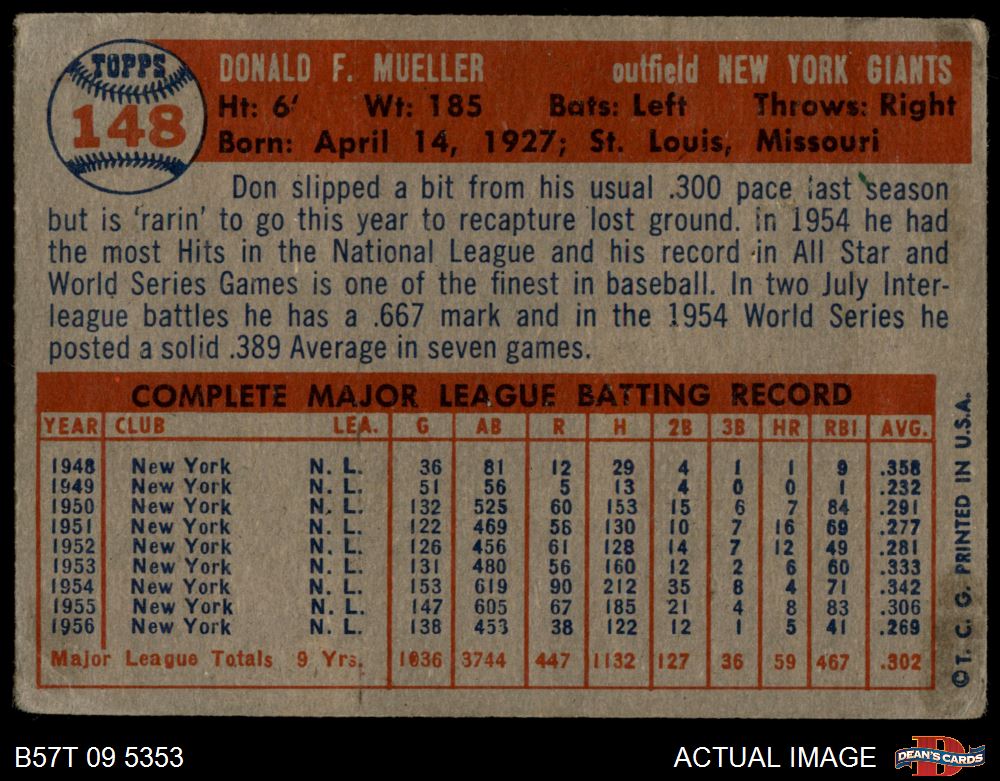 TOPPS
148
DONALD F. MUELLER outfield NEW YORK GIANTS
Ht: 6' Wt: 185 Bats: Left Throws: Right
Born: April 14, 1927; St. Louis, Missouri
Don slipped a bit from his usual .300 pace last season
but is 'rarin' to go this year to recapture lost ground. In 1954 he had
the most Hits in the National League and his record in All Star and
World Series Games is one of the finest in baseball. In two July Inter-
league battles he has a .667 mark and in the 1954 World Series he
posted a solid .389 Average in seven games.
COMPLETE MAJOR LEAGUE BATTING RECORD
YEAR CLUB LEA. G AB R H 2B 3B HR RBI AVG.
1948 New York N. L. 36 81 12 29 4 1 1 9 .358
1949 New York N. L. 51 56 5 13 4 0 0 1 .232
1950 New York N. L. 132 525 60 153 15 6 7 84 .291
1951 New York N. L. 122 469 58 130 10 7 16 69 .277
1952 New York N. L. 126 456 61 128 14 7 12 49 .281
1953 New York N. L. 131 480 56 160 12 2 6 60 .333
1954 New York N. L. 153 619 90 212 35 8 4 71 .342
1955 New York N. L. 147 605 67 185 21 4 8 83 .306
1956 New York N. L. 138 453 38 122 12 1 5 41 .269
Major League Totals 9 Yrs. 1036 3744 447 1132 127 36 59 467 .302
© T. C. G. PRINTED IN U.S.A.
B57T 09 5353 ACTUAL IMAGE
D
DEAN'S CARDS